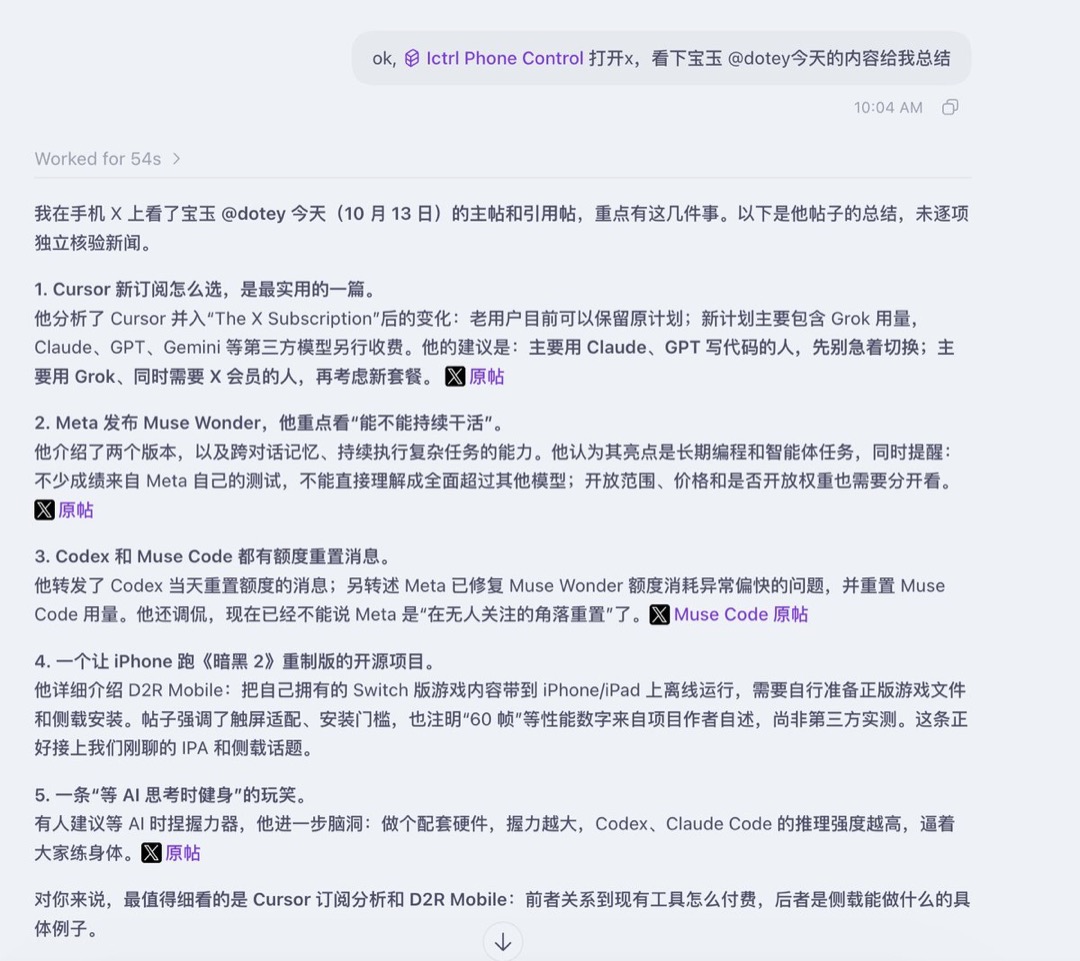 ok, Ictrl Phone Control 打开x，看下宝玉 @dotey今天的内容给我总结
10:04 AM
Worked for 54s >
我在手机 X 上看了宝玉 @dotey 今天（10 月 13 日）的主帖和引用帖，重点有这几件事。以下是他帖子的总结，未逐项
独立核验新闻。
1. Cursor 新订阅怎么选，是最实用的一篇。
他分析了 Cursor 并入“The X Subscription”后的变化：老用户目前可以保留原计划；新计划主要包含 Grok 用量，
Claude、GPT、Gemini 等第三方模型另行收费。他的建议是：主要用 Claude、GPT 写代码的人，先别急着切换；主
要用 Grok、同时需要 X 会员的人，再考虑新套餐。 原帖
2. Meta 发布 Muse Wonder，他重点看“能不能持续干活”。
他介绍了两个版本，以及跨对话记忆、持续执行复杂任务的能力。他认为其亮点是长期编程和智能体任务，同时提醒：
不少成绩来自 Meta 自己的测试，不能直接理解成全面超过其他模型；开放范围、价格和是否开放权重也需要分开看。
原帖
3. Codex 和 Muse Code 都有额度重置消息。
他转发了 Codex 当天重置额度的消息；另转述 Meta 已修复 Muse Wonder 额度消耗异常偏快的问题，并重置 Muse
Code 用量。他还调侃，现在已经不能说 Meta 是“在无人关注的角落重置”了。 Muse Code 原帖
4. 一个让 iPhone 跑《暗黑 2》重制版的开源项目。
他详细介绍 D2R Mobile：把自己拥有的 Switch 版游戏内容带到 iPhone/iPad 上离线运行，需要自行准备正版游戏文件
和侧载安装。帖子强调了触屏适配、安装门槛，也注明“60 帧”等性能数字来自项目作者自述，尚非第三方实测。这条正
好接上我们刚聊的 IPA 和侧载话题。
5. 一条“等 AI 思考时健身”的玩笑。
有人建议等 AI 时捏握力器，他进一步脑洞：做个配套硬件，握力越大，Codex、Claude Code 的推理强度越高，逼着
大家练身体。 原帖
对你来说，最值得细看的是 Cursor 订阅分析和 D2R Mobile：前者关系到现有工具怎么付费，后者是侧载能做什么的具
体例子。